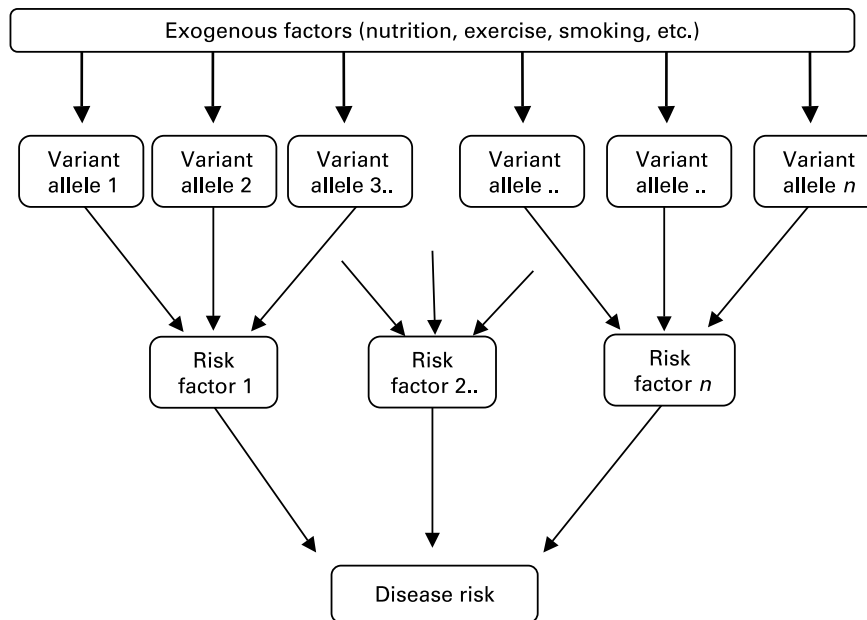 Exogenous factors (nutrition, exercise, smoking, etc.)
Variant
allele 1
Variant
allele 2
Variant
allele 3..
Variant
allele ..
Variant
allele ..
Variant
allele n
Risk
factor 1
Risk
factor 2..
Risk
factor n
Disease risk